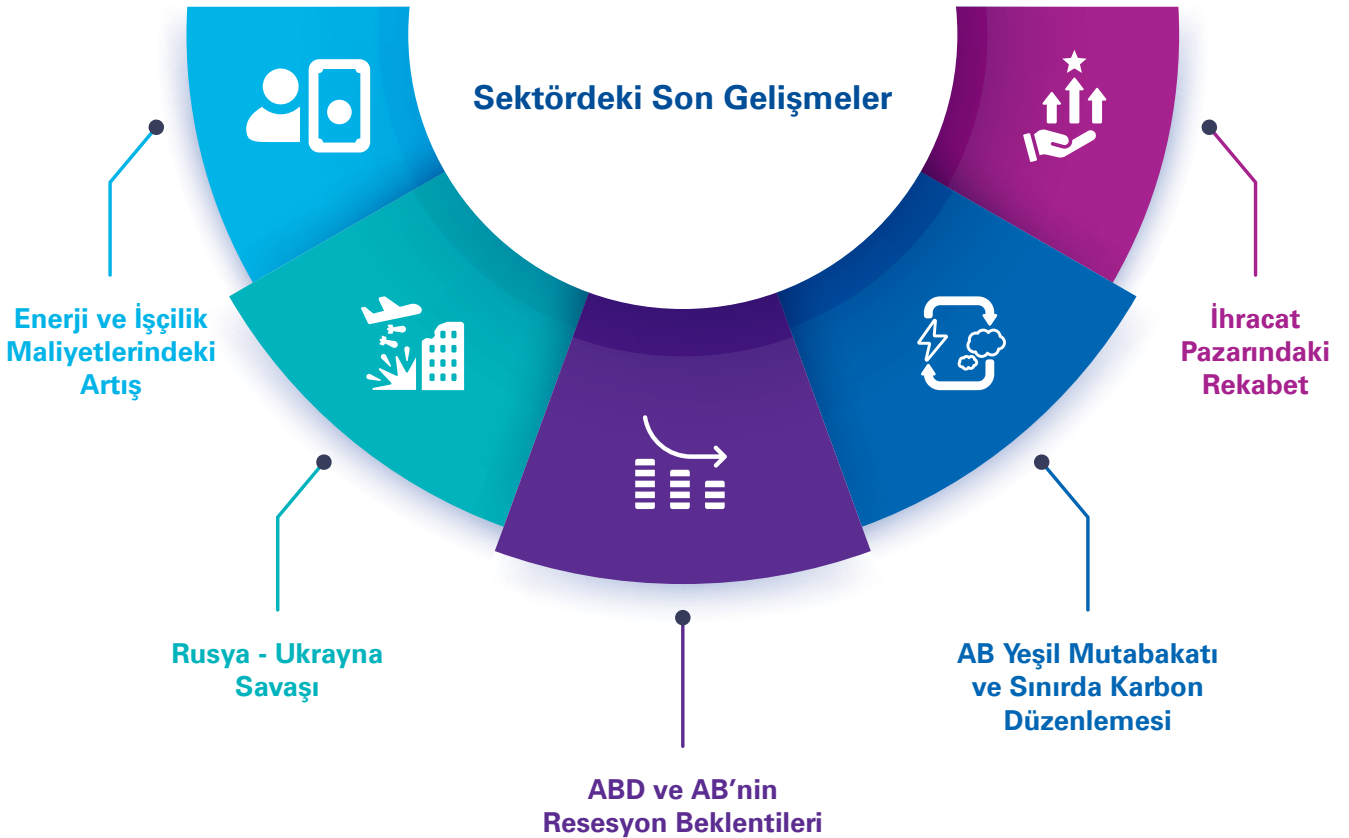 Sektördeki Son Gelişmeler
Enerji ve İşçilik
Maliyetlerindeki
Artış
Rusya - Ukrayna
Savaşı
ABD ve AB’nin
Resesyon Beklentileri
AB Yeşil Mutabakatı
ve Sınırda Karbon
Düzenlemesi
İhracat
Pazarındaki
Rekabet